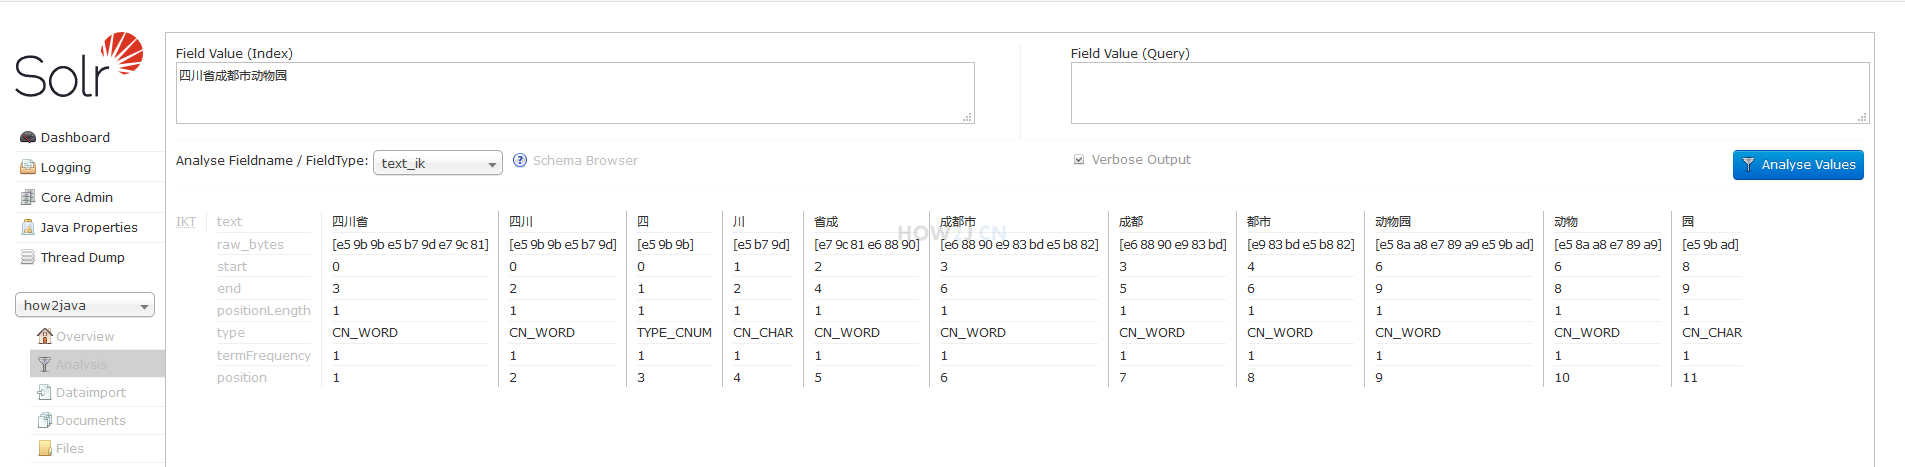 Solr
Dashboard
Logging
Core Admin
Java Properties
Thread Dump
how2java
Overview
Analysis
Dataimport
Documents
Files
Field Value (Index)
四川省成都市动物园
Field Value (Query)
Analyse Fieldname / FieldType: text_ik Schema Browser
Verbose Output
Analyse Values
IKT text 四川省 四川 四 川 省成 成都市 成都 都市 动物园 动物 园
raw_bytes [e5 9b 9b e5 b7 9d e7 9c 81] [e5 9b 9b e5 b7 9d] [e5 9b 9b] [e5 b7 9d] [e7 9c 81 e6 88 90] [e6 88 90 e9 83 bd e5 b8 82] [e6 88 90 e9 83 bd] [e9 83 bd e5 b8 82] [e5 8a a8 e7 89 a9 e5 9b ad] [e5 8a a8 e7 89 a9] [e5 9b ad]
start 0 0 0 1 2 3 3 4 6 6 8
end 3 2 1 2 4 6 5 6 9 8 9
positionLength 1 1 1 1 1 1 1 1 1 1 1
type CN_WORD CN_WORD TYPE_CNUM CN_CHAR CN_WORD CN_WORD CN_WORD CN_WORD CN_WORD CN_WORD CN_CHAR
termFrequency 1 1 1 1 1 1 1 1 1 1 1
position 1 2 3 4 5 6 7 8 9 10 11